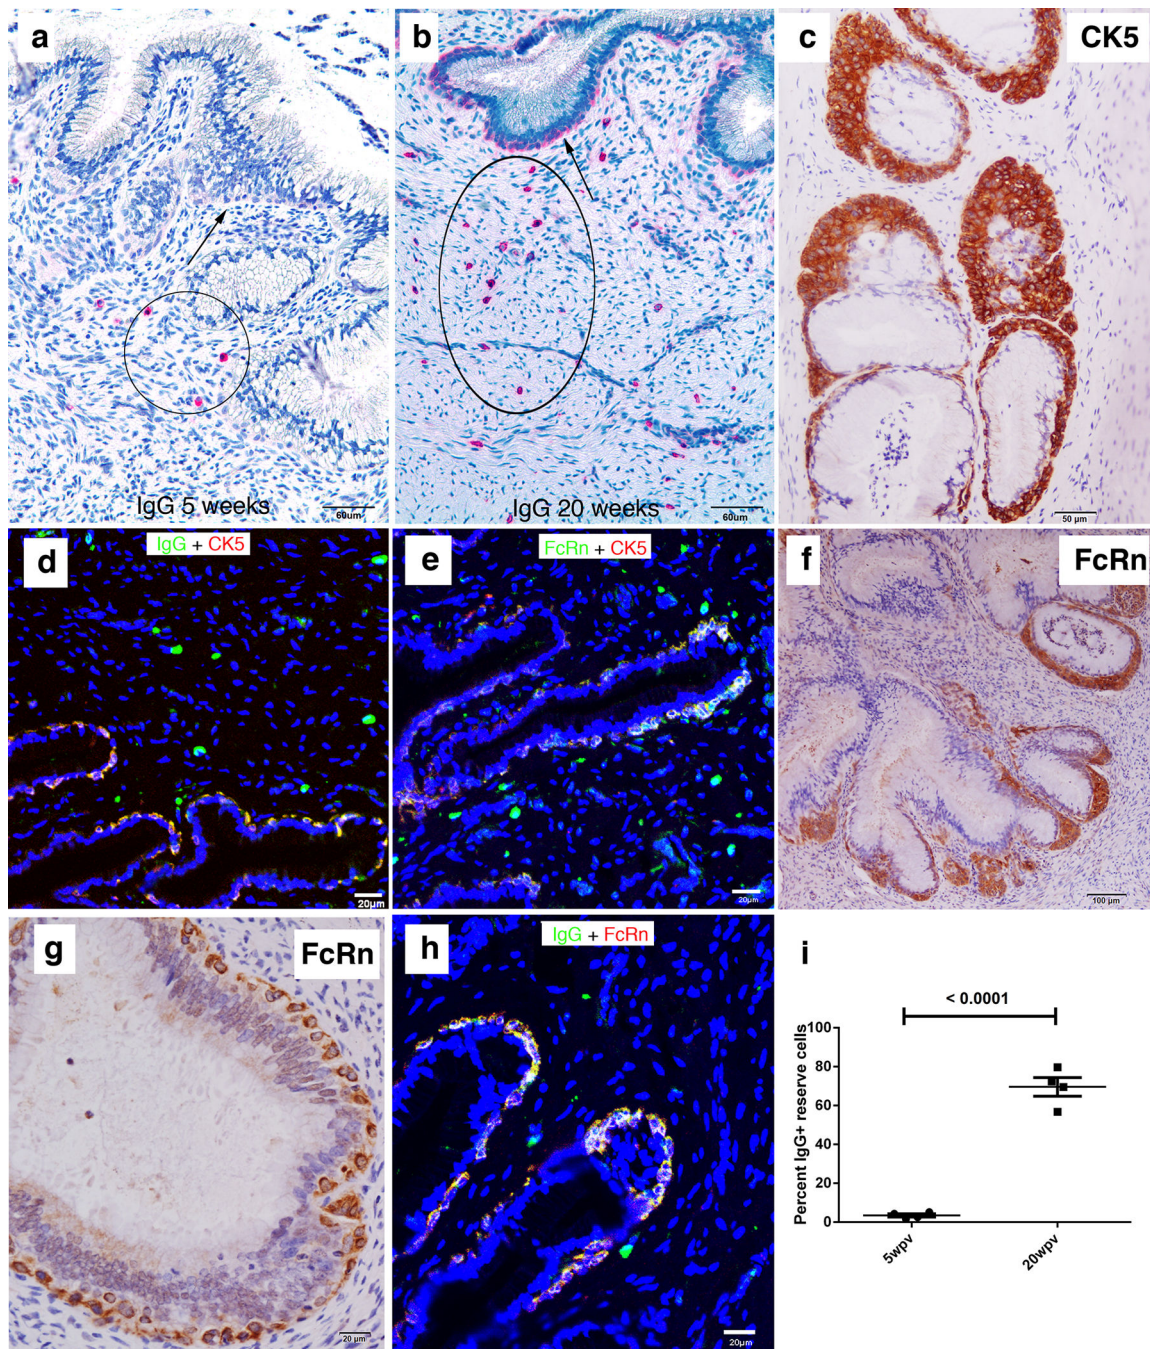 a
IgG 5 weeks
60um
b
IgG 20 weeks
60um
c
CK5
50 µm
d
IgG + CK5
20µm
e
FcRn + CK5
20µm
f
FcRn
100 µm
g
FcRn
20 µm
h
IgG + FcRn
20µm
i
< 0.0001
Percent IgG+ reserve cells
100
80
60
40
20
0
5wpv
20wpv